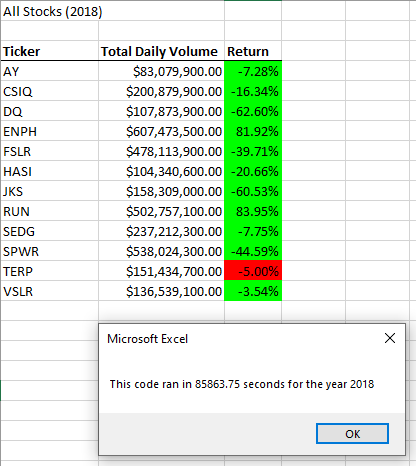 All Stocks (2018)
Ticker Total Daily Volume Return
AY $83,079,900.00 -7.28%
CSIQ $200,879,900.00 -16.34%
DQ $107,873,900.00 -62.60%
ENPH $607,473,500.00 81.92%
FSLR $478,113,900.00 -39.71%
HASI $104,340,600.00 -20.66%
JKS $158,309,000.00 -60.53%
RUN $502,757,100.00 83.95%
SEDG $237,212,300.00 -7.75%
SPWR $538,024,300.00 -44.59%
TERP $151,434,700.00 -5.00%
VSLR $136,539,100.00 -3.54%
Microsoft Excel
This code ran in 85863.75 seconds for the year 2018
OK